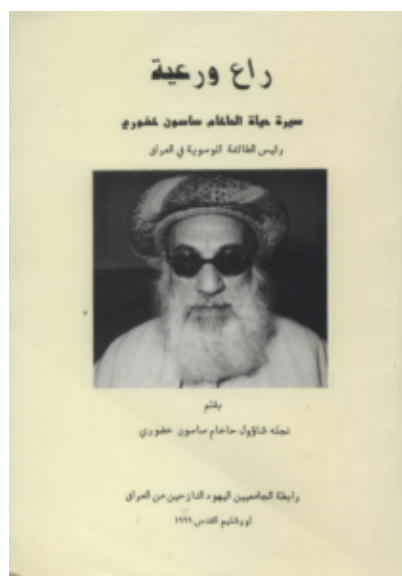 راع ورعية
سيرة حياة الحاخام ساسون خضوري
رئيس الطائفة الموسوية في العراق
بقلم
نجله شاؤول حاخام ساسون خضوري
رابطة الجامعيين اليهود النازحين من العراق
اورشليم القدس ١٩٩٩